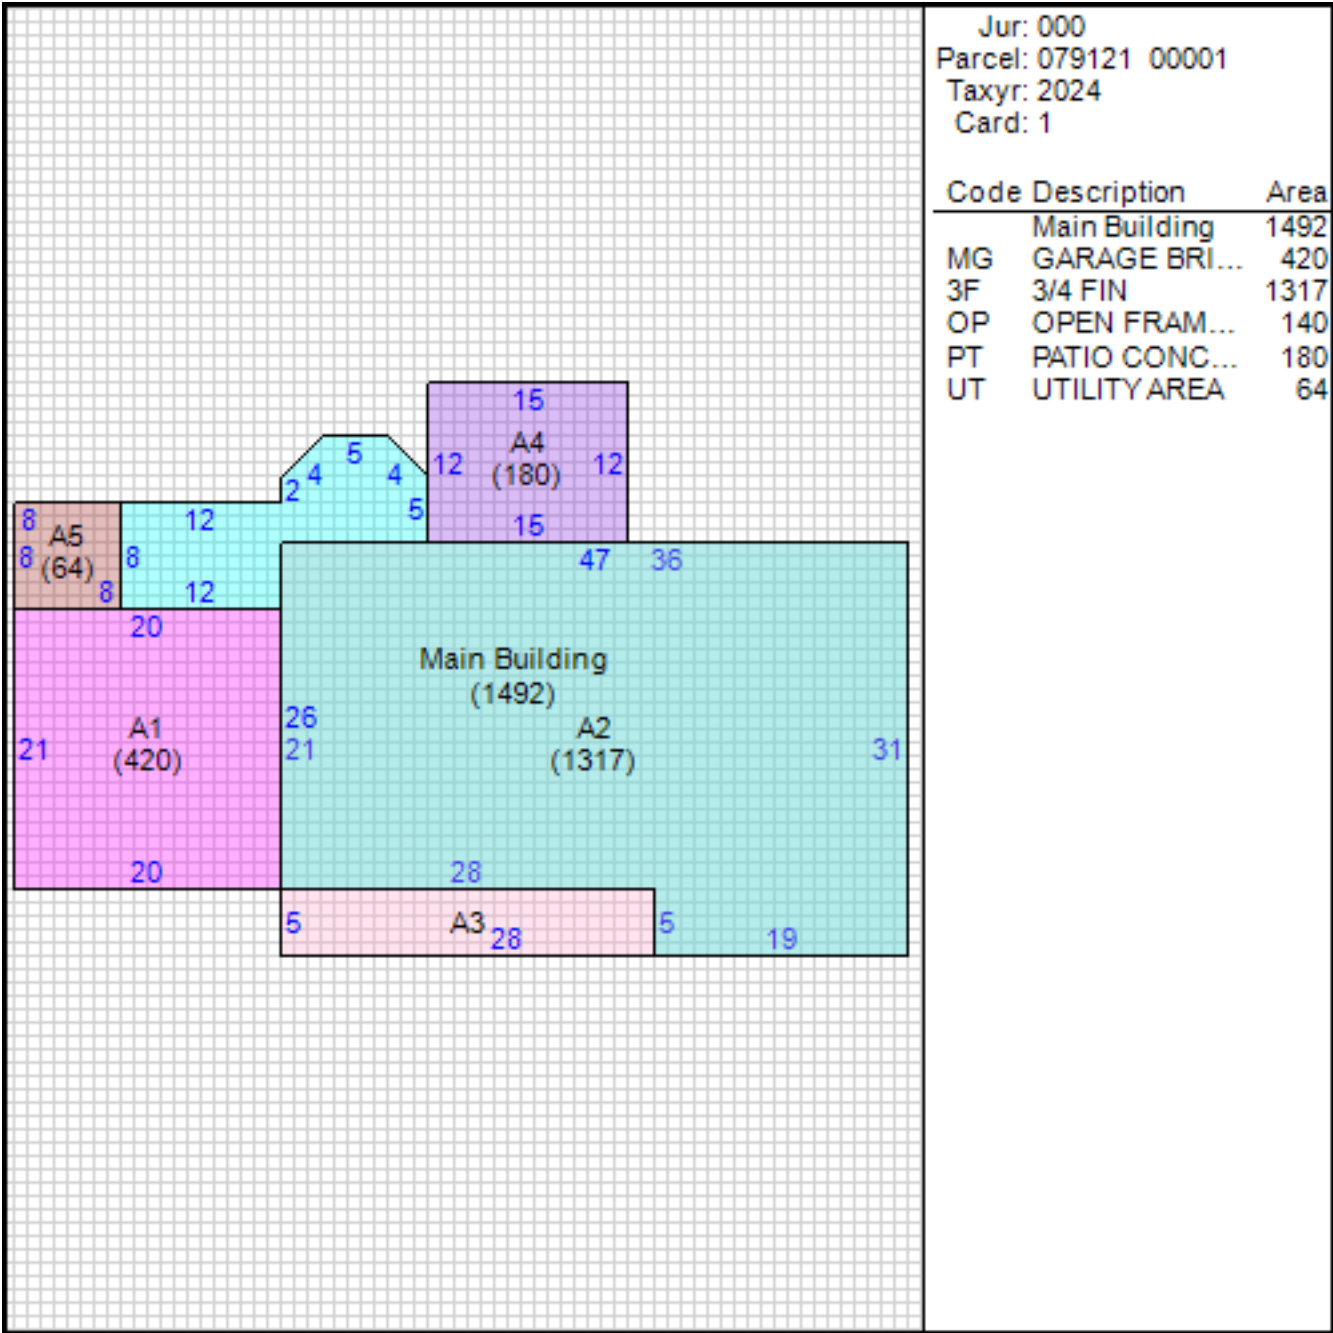 Jur: 000
Parcel: 079121 00001
Taxyr: 2024
Card: 1
Code Description Area
Main Building 1492
MG GARAGE BRI... 420
3F 3/4 FIN 1317
OP OPEN FRAM... 140
PT PATIO CONC... 180
UT UTILITY AREA 64
15
A4
12 (180) 12
15
5
4 4
2 5
8 12
A5
8 (64) 8
8 12
47 36
20
Main Building
(1492)
26
A1 A2
21 (420) 21 (1317) 31
20 28
5 A3 28 5 19